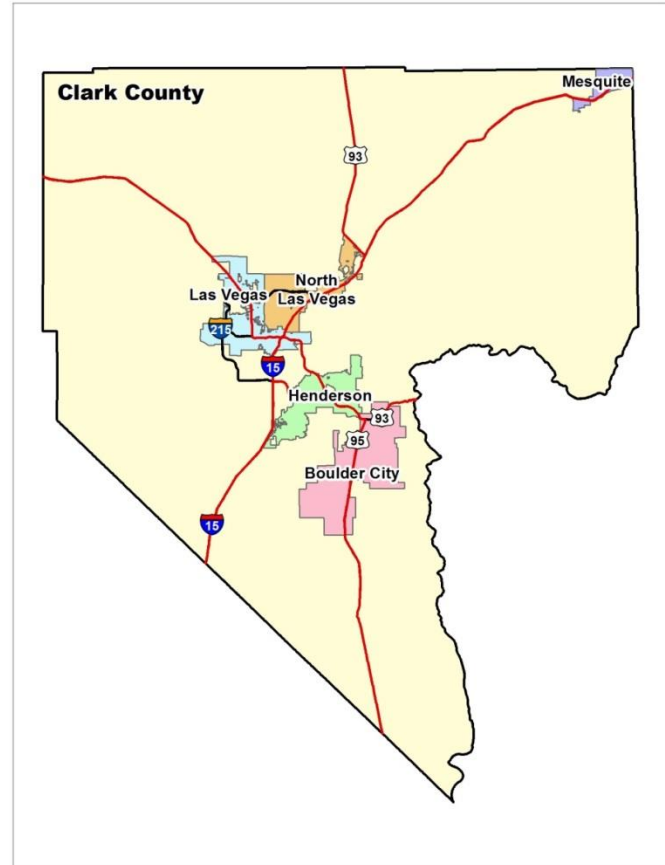 Clark County
Mesquite
93
North
Las Vegas
Las Vegas
215
15
Henderson
93
95
Boulder City
15